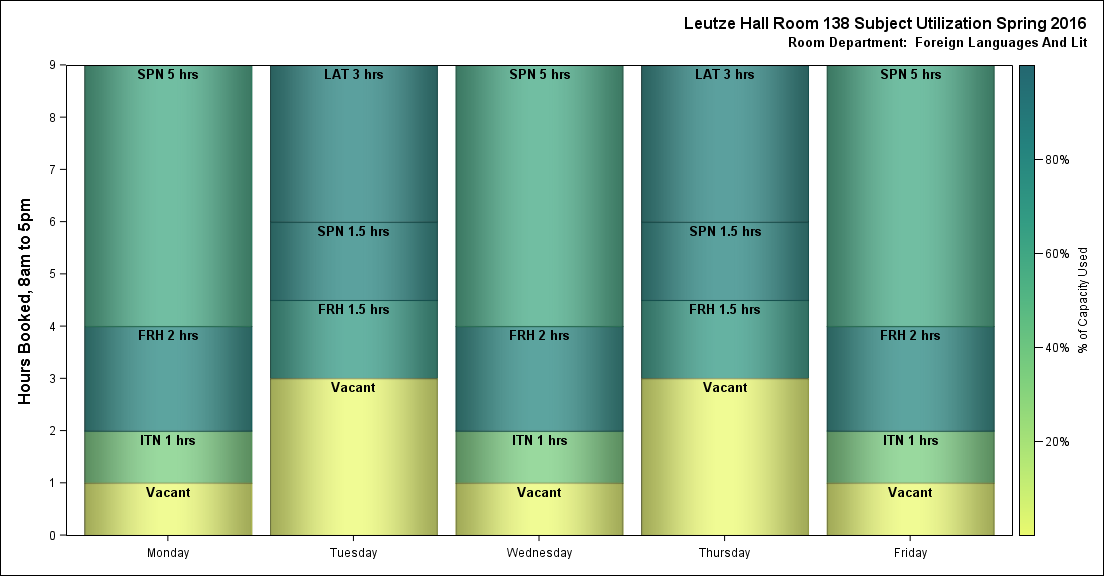 Leutze Hall Room 138 Subject Utilization Spring 2016
Room Department:  Foreign Languages And Lit
Hours Booked, 8am to 5pm
9
8
7
6
5
4
3
2
1
0
SPN 5 hrs
FRH 2 hrs
ITN 1 hrs
Vacant
LAT 3 hrs
SPN 1.5 hrs
FRH 1.5 hrs
Vacant
SPN 5 hrs
FRH 2 hrs
ITN 1 hrs
Vacant
LAT 3 hrs
SPN 1.5 hrs
FRH 1.5 hrs
Vacant
SPN 5 hrs
FRH 2 hrs
ITN 1 hrs
Vacant
Monday Tuesday Wednesday Thursday Friday
80%
60%
40%
20%
% of Capacity Used